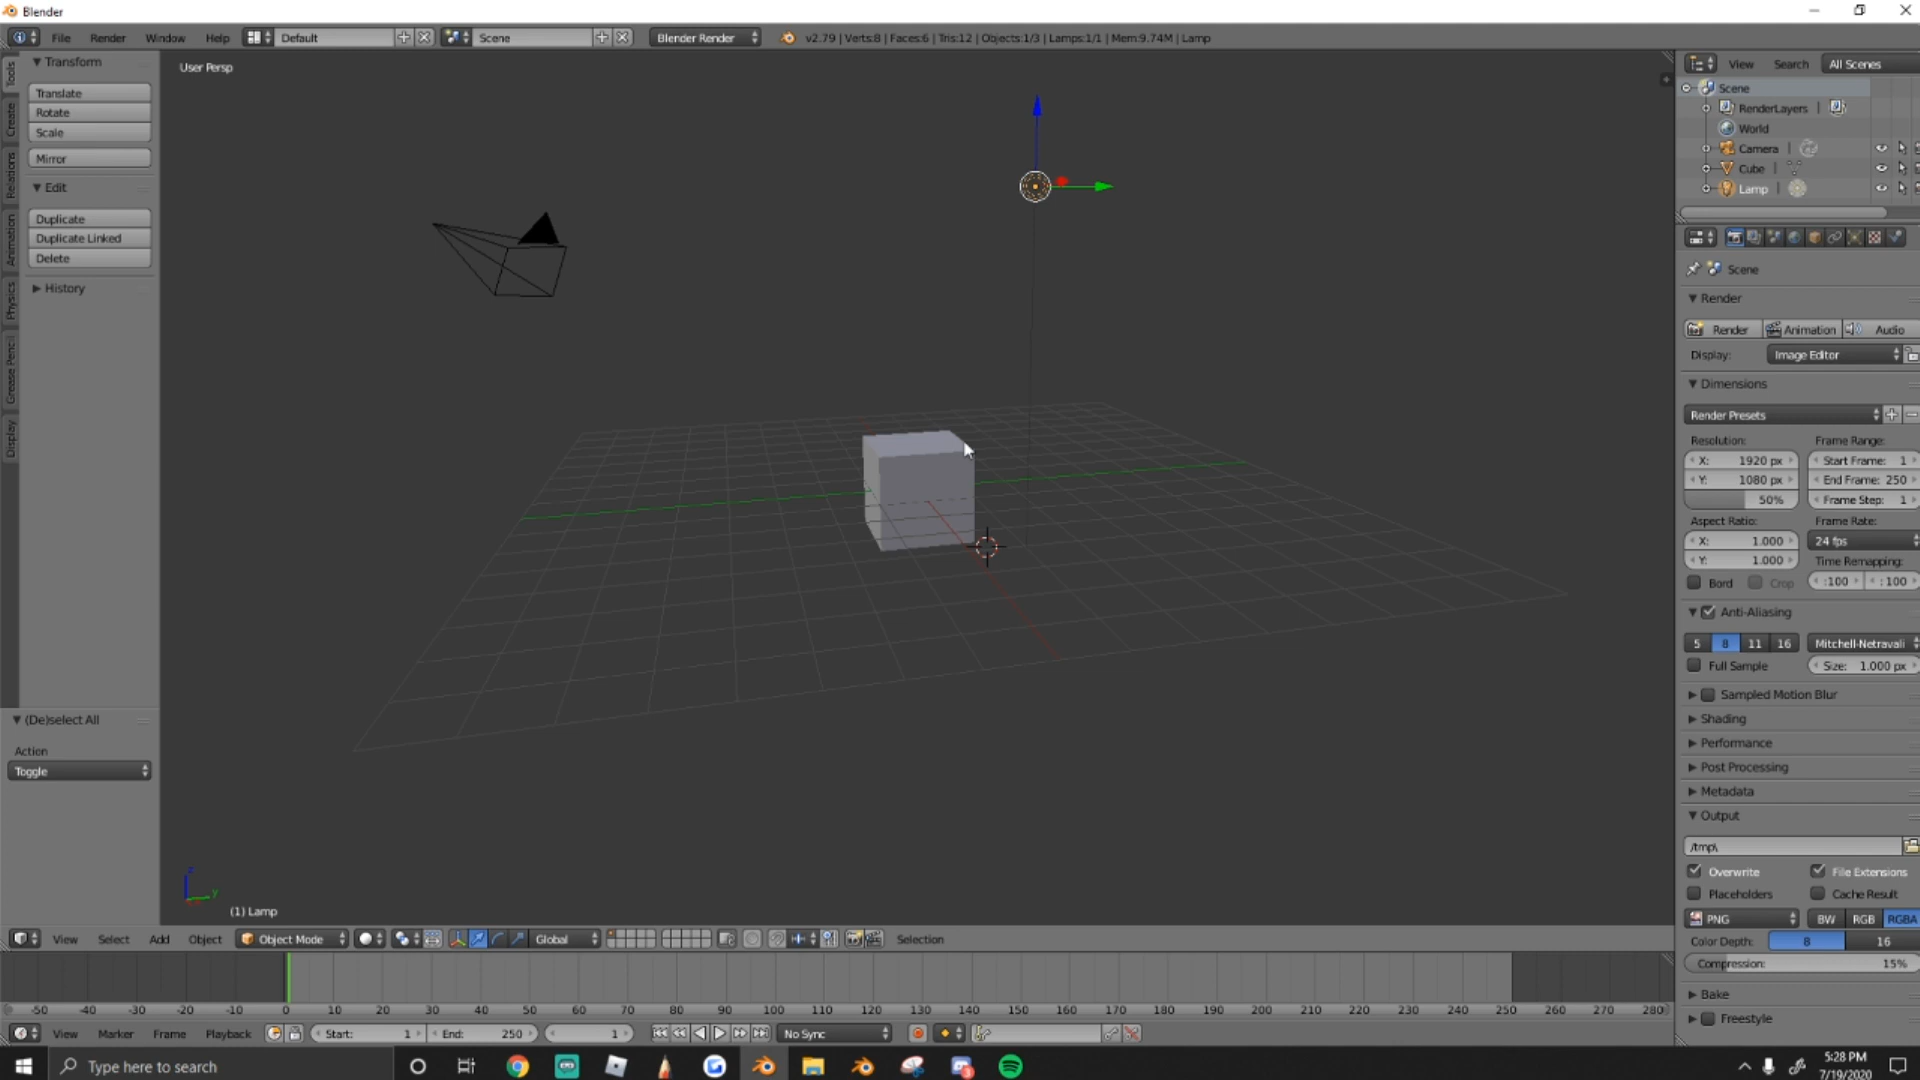 Blender
File Render Window Help Default Scene Blender Render v2.79 | Verts:8 | Faces:6 | Tris:12 | Objects:1/3 | Lamps:1/1 | Mem:9.74M | Lamp
Tools
Create
Relations
Animation
Physics
Grease Pencil
Display
Transform
Translate
Rotate
Scale
Mirror
Edit
Duplicate
Duplicate Linked
Delete
History
(De)select All
Action
Toggle
User Persp
z
y
(1) Lamp
View Search All Scenes
Scene
RenderLayers |
World
Camera |
Cube |
Lamp |
Scene
Render
Render Animation Audio
Display: Image Editor
Dimensions
Render Presets
Resolution: Frame Range:
X: 1920 px Start Frame: 1
Y: 1080 px End Frame: 250
50% Frame Step: 1
Aspect Ratio: Frame Rate:
X: 1.000 24 fps
Y: 1.000 Time Remapping:
Bord Crop :100 :100
Anti-Aliasing
5 8 11 16 Mitchell-Netravali
Full Sample Size: 1.000 px
Sampled Motion Blur
Shading
Performance
Post Processing
Metadata
Output
/tmp\
Overwrite File Extensions
Placeholders Cache Result
PNG BW RGB RGBA
Color Depth: 8 16
Compression: 15%
Bake
Freestyle
View Select Add Object Object Mode Global Selection
-50 -40 -30 -20 -10 0 10 20 30 40 50 60 70 80 90 100 110 120 130 140 150 160 170 180 190 200 210 220 230 240 250 260 270 280
View Marker Frame Playback Start: 1 End: 250 1 No Sync
Type here to search
5:28 PM
7/19/2020